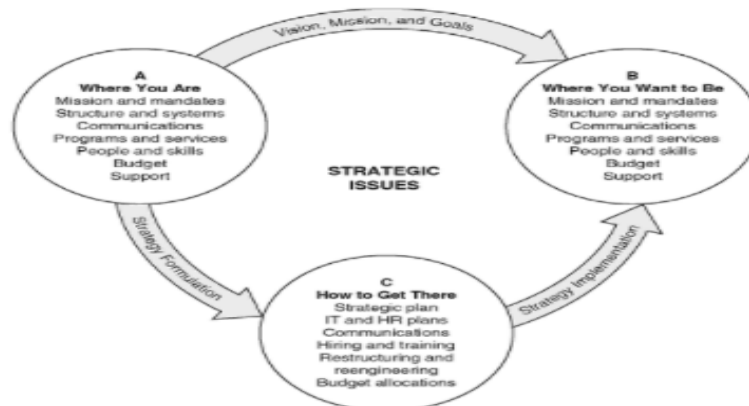 Vision, Mission, and Goals
A
Where You Are
Mission and mandates
Structure and systems
Communications
Programs and services
People and skills
Budget
Support
B
Where You Want to Be
Mission and mandates
Structure and systems
Communications
Programs and services
People and skills
Budget
Support
STRATEGIC
ISSUES
Strategy Formulation
C
How to Get There
Strategic plan
IT and HR plans
Communications
Hiring and training
Restructuring and
reengineering
Budget allocations
Strategy Implementation